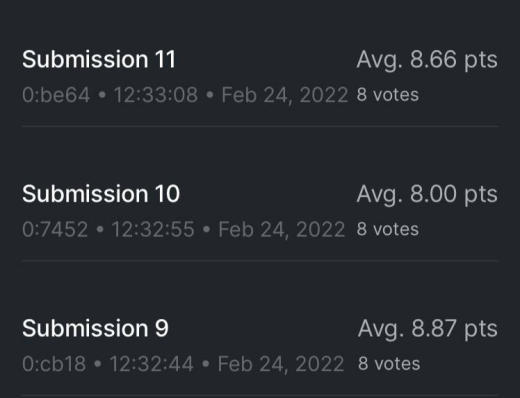 Submission 11 Avg. 8.66 pts
0:be64 • 12:33:08 • Feb 24, 2022 8 votes
Submission 10 Avg. 8.00 pts
0:7452 • 12:32:55 • Feb 24, 2022 8 votes
Submission 9 Avg. 8.87 pts
0:cb18 • 12:32:44 • Feb 24, 2022 8 votes